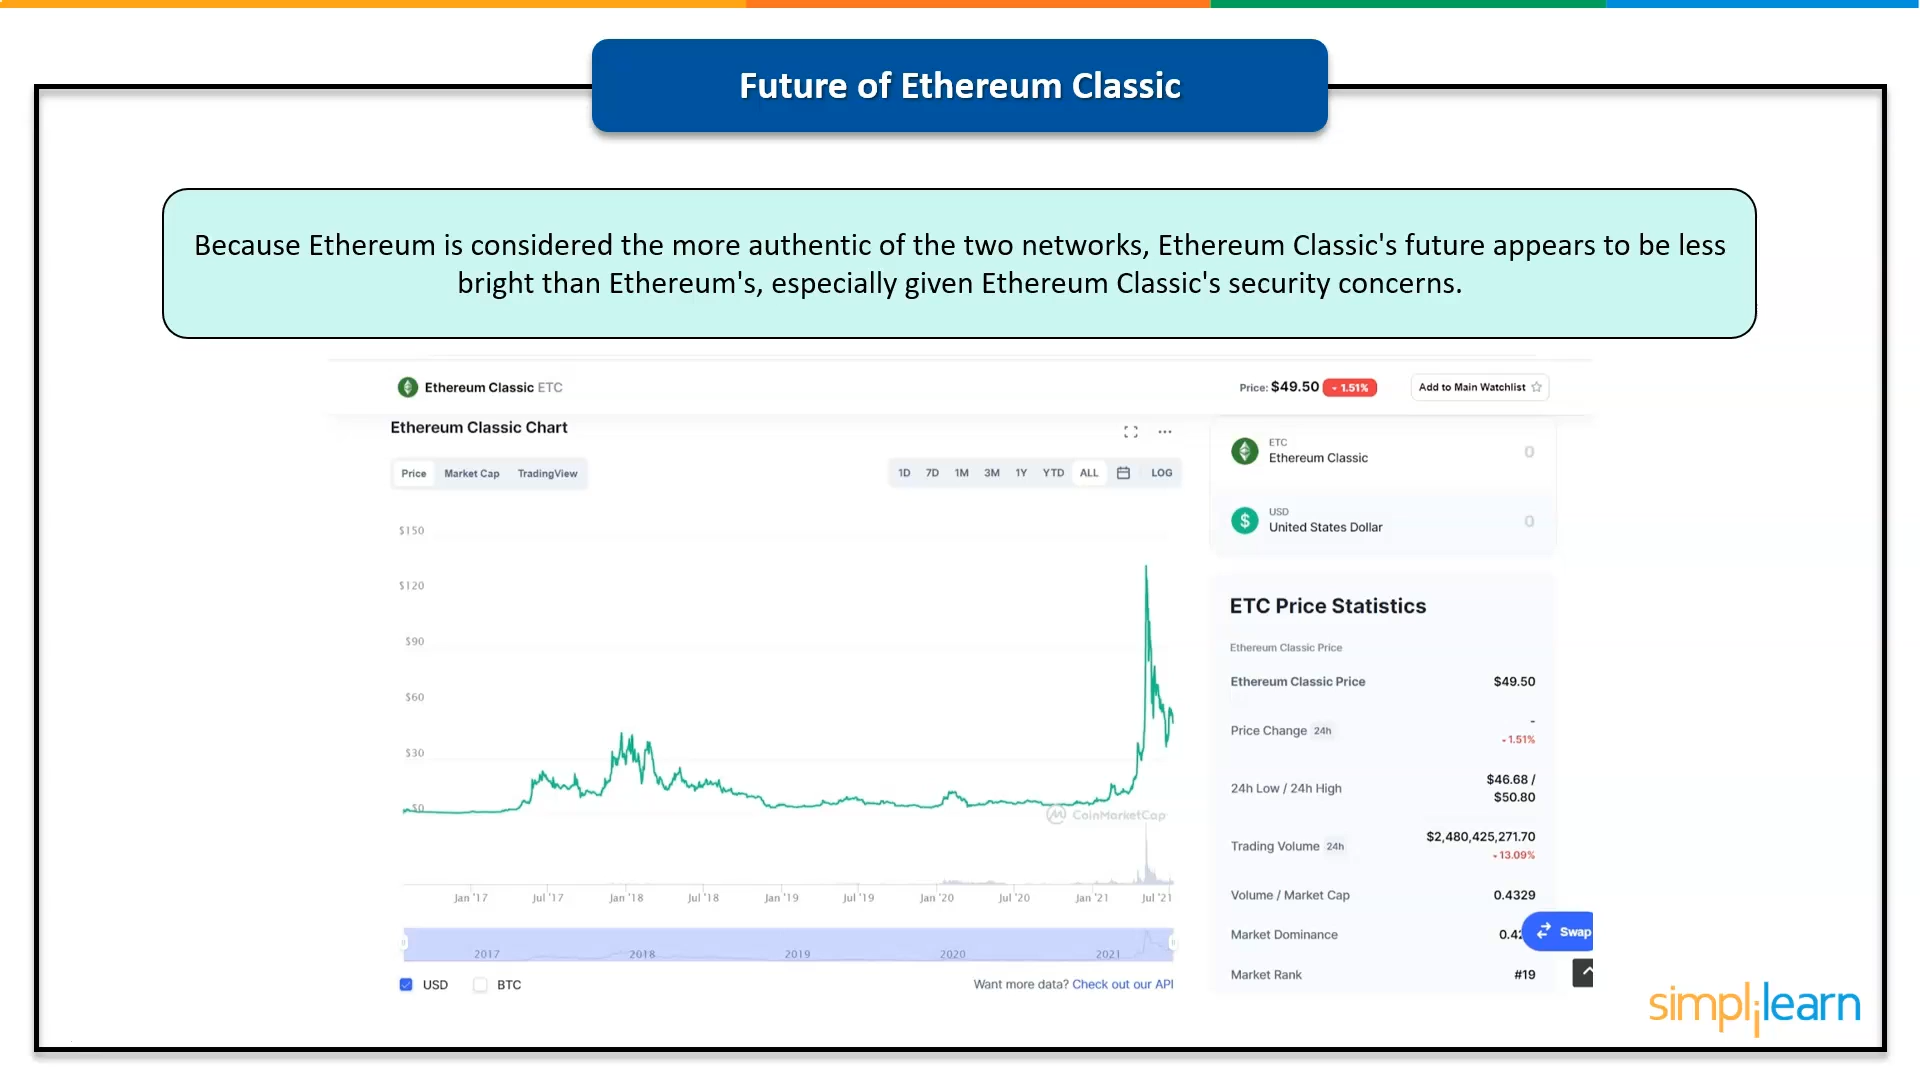 Future of Ethereum Classic
Because Ethereum is considered the more authentic of the two networks, Ethereum Classic's future appears to be less
bright than Ethereum's, especially given Ethereum Classic's security concerns.
Ethereum Classic ETC
Price: $49.50 1.51%
Add to Main Watchlist
Ethereum Classic Chart
Price Market Cap TradingView
1D 7D 1M 3M 1Y YTD ALL LOG
$150
$120
$90
$60
$30
$0
CoinMarketCap
Jan '17 Jul '17 Jan '18 Jul '18 Jan '19 Jul '19 Jan '20 Jul '20 Jan '21 Jul '21
2017 2018 2019 2020 2021
USD BTC
Want more data? Check out our API
ETC
Ethereum Classic 0
USD
United States Dollar 0
ETC Price Statistics
Ethereum Classic Price
Ethereum Classic Price $49.50
Price Change 24h -
1.51%
24h Low / 24h High $46.68 /
$50.80
Trading Volume 24h $2,480,425,271.70
13.09%
Volume / Market Cap 0.4329
Market Dominance
Swap
Market Rank #19
simplilearn